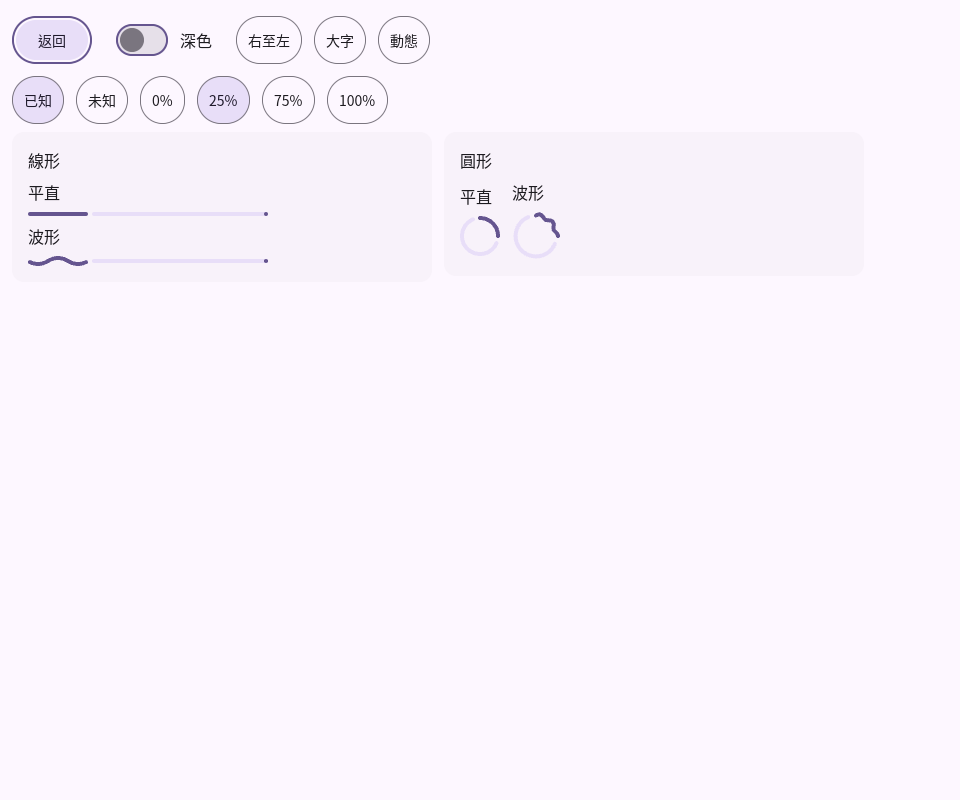 返回 深色 右至左 大字 動態
已知 未知 0% 25% 75% 100%
線形
平直
波形
圓形
平直 波形